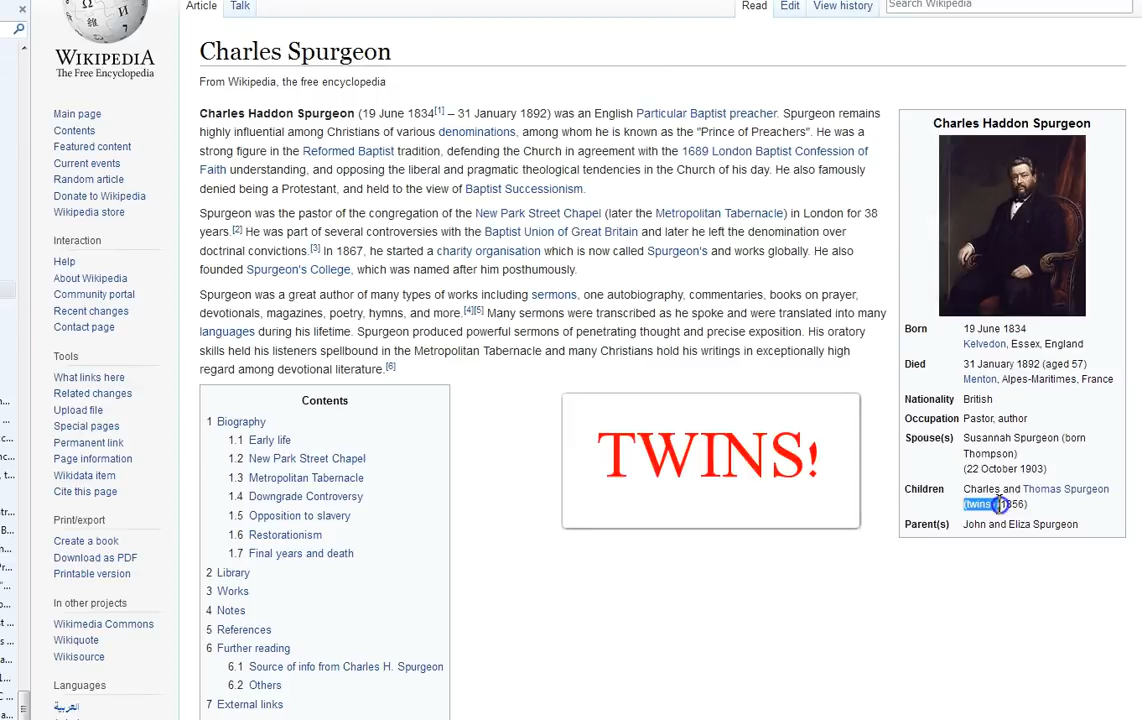 WIKIPEDIA
The Free Encyclopedia
Main page
Contents
Featured content
Current events
Random article
Donate to Wikipedia
Wikipedia store
Interaction
Help
About Wikipedia
Community portal
Recent changes
Contact page
Tools
What links here
Related changes
Upload file
Special pages
Permanent link
Page information
Wikidata item
Cite this page
Print/export
Create a book
Download as PDF
Printable version
In other projects
Wikimedia Commons
Wikiquote
Wikisource
Languages
العربية
Article Talk
Read Edit View history
Search Wikipedia
Charles Spurgeon
From Wikipedia, the free encyclopedia
Charles Haddon Spurgeon (19 June 1834[1] – 31 January 1892) was an English Particular Baptist preacher. Spurgeon remains
highly influential among Christians of various denominations, among whom he is known as the "Prince of Preachers". He was a
strong figure in the Reformed Baptist tradition, defending the Church in agreement with the 1689 London Baptist Confession of
Faith understanding, and opposing the liberal and pragmatic theological tendencies in the Church of his day. He also famously
denied being a Protestant, and held to the view of Baptist Successionism.
Spurgeon was the pastor of the congregation of the New Park Street Chapel (later the Metropolitan Tabernacle) in London for 38
years.[2] He was part of several controversies with the Baptist Union of Great Britain and later he left the denomination over
doctrinal convictions.[3] In 1867, he started a charity organisation which is now called Spurgeon's and works globally. He also
founded Spurgeon's College, which was named after him posthumously.
Spurgeon was a great author of many types of works including sermons, one autobiography, commentaries, books on prayer,
devotionals, magazines, poetry, hymns, and more.[4][5] Many sermons were transcribed as he spoke and were translated into many
languages during his lifetime. Spurgeon produced powerful sermons of penetrating thought and precise exposition. His oratory
skills held his listeners spellbound in the Metropolitan Tabernacle and many Christians hold his writings in exceptionally high
regard among devotional literature.[6]
Contents
1 Biography
1.1 Early life
1.2 New Park Street Chapel
1.3 Metropolitan Tabernacle
1.4 Downgrade Controversy
1.5 Opposition to slavery
1.6 Restorationism
1.7 Final years and death
2 Library
3 Works
4 Notes
5 References
6 Further reading
6.1 Source of info from Charles H. Spurgeon
6.2 Others
7 External links
TWINS!
Charles Haddon Spurgeon
Born 19 June 1834
Kelvedon, Essex, England
Died 31 January 1892 (aged 57)
Menton, Alpes-Maritimes, France
Nationality British
Occupation Pastor, author
Spouse(s) Susannah Spurgeon (born
Thompson)
(22 October 1903)
Children Charles and Thomas Spurgeon
(twins
Parent(s) John and Eliza Spurgeon